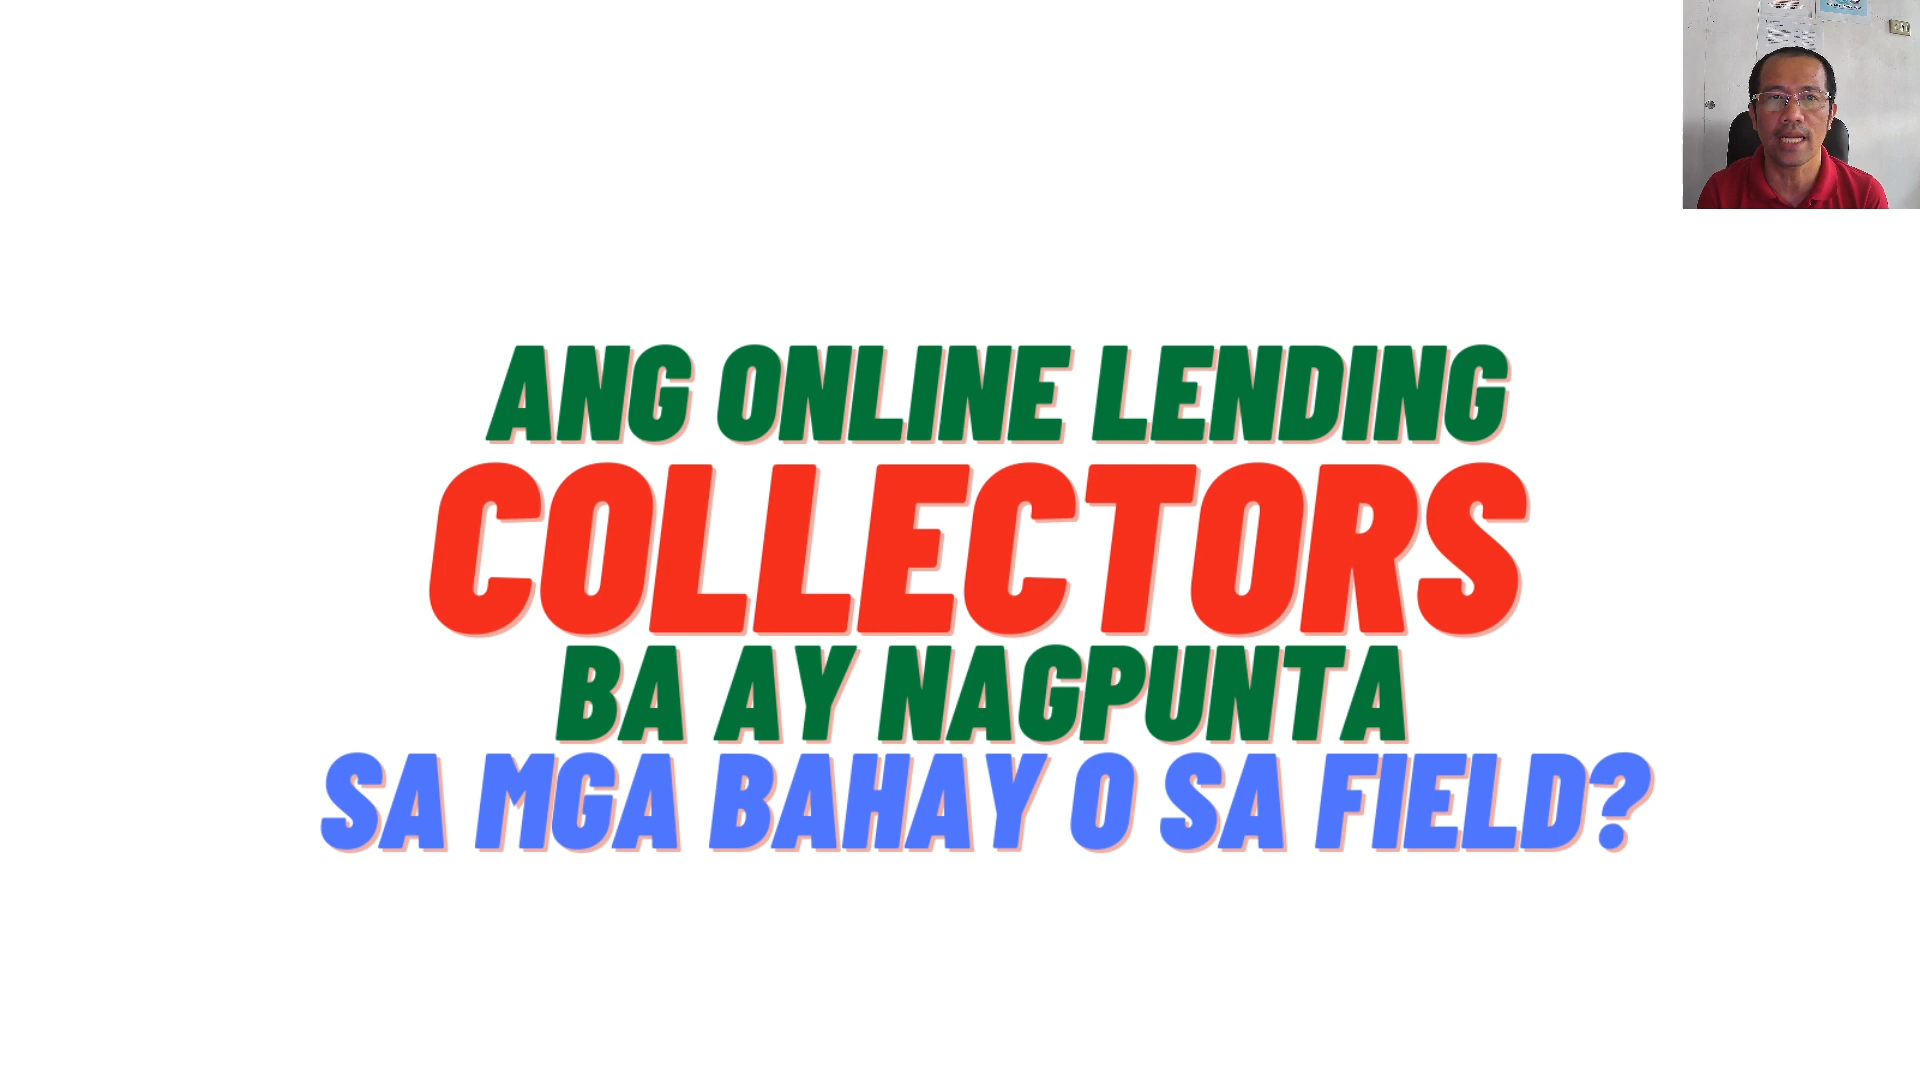 ANG ONLINE LENDING
COLLECTORS
BA AY NAGPUNTA
SA MGA BAHAY O SA FIELD?